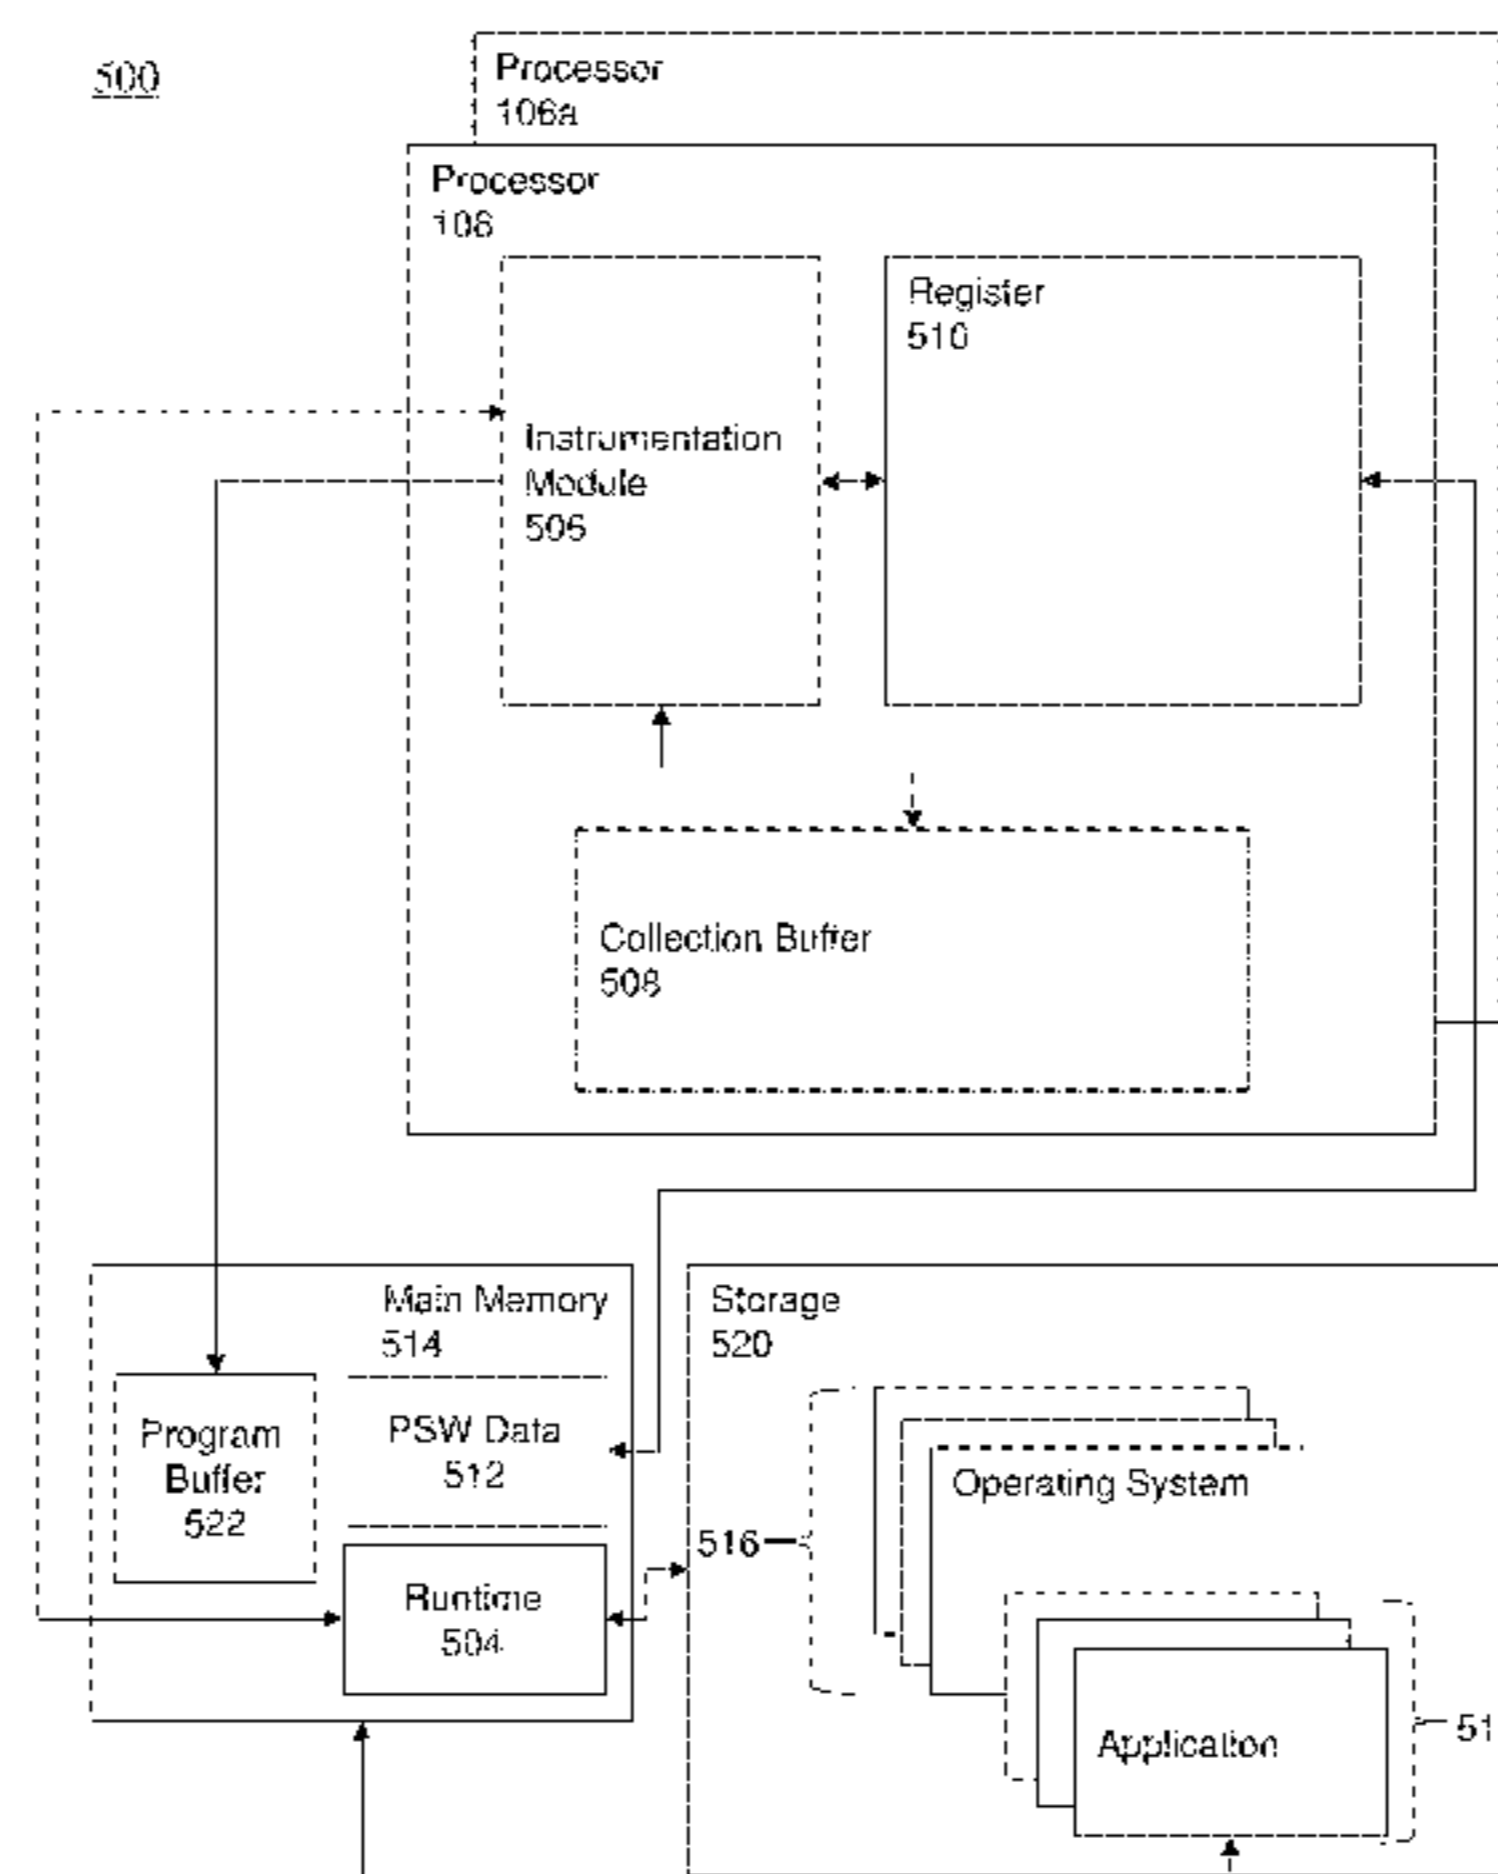 500
Processor
106a
Processor
106
Register
510
Instrumentation
Module
506
Collection Buffer
508
Main Memory
514
Storage
520
Program
Buffer
522
PSW Data
512
Operating System
516
Runtime
504
Application
51